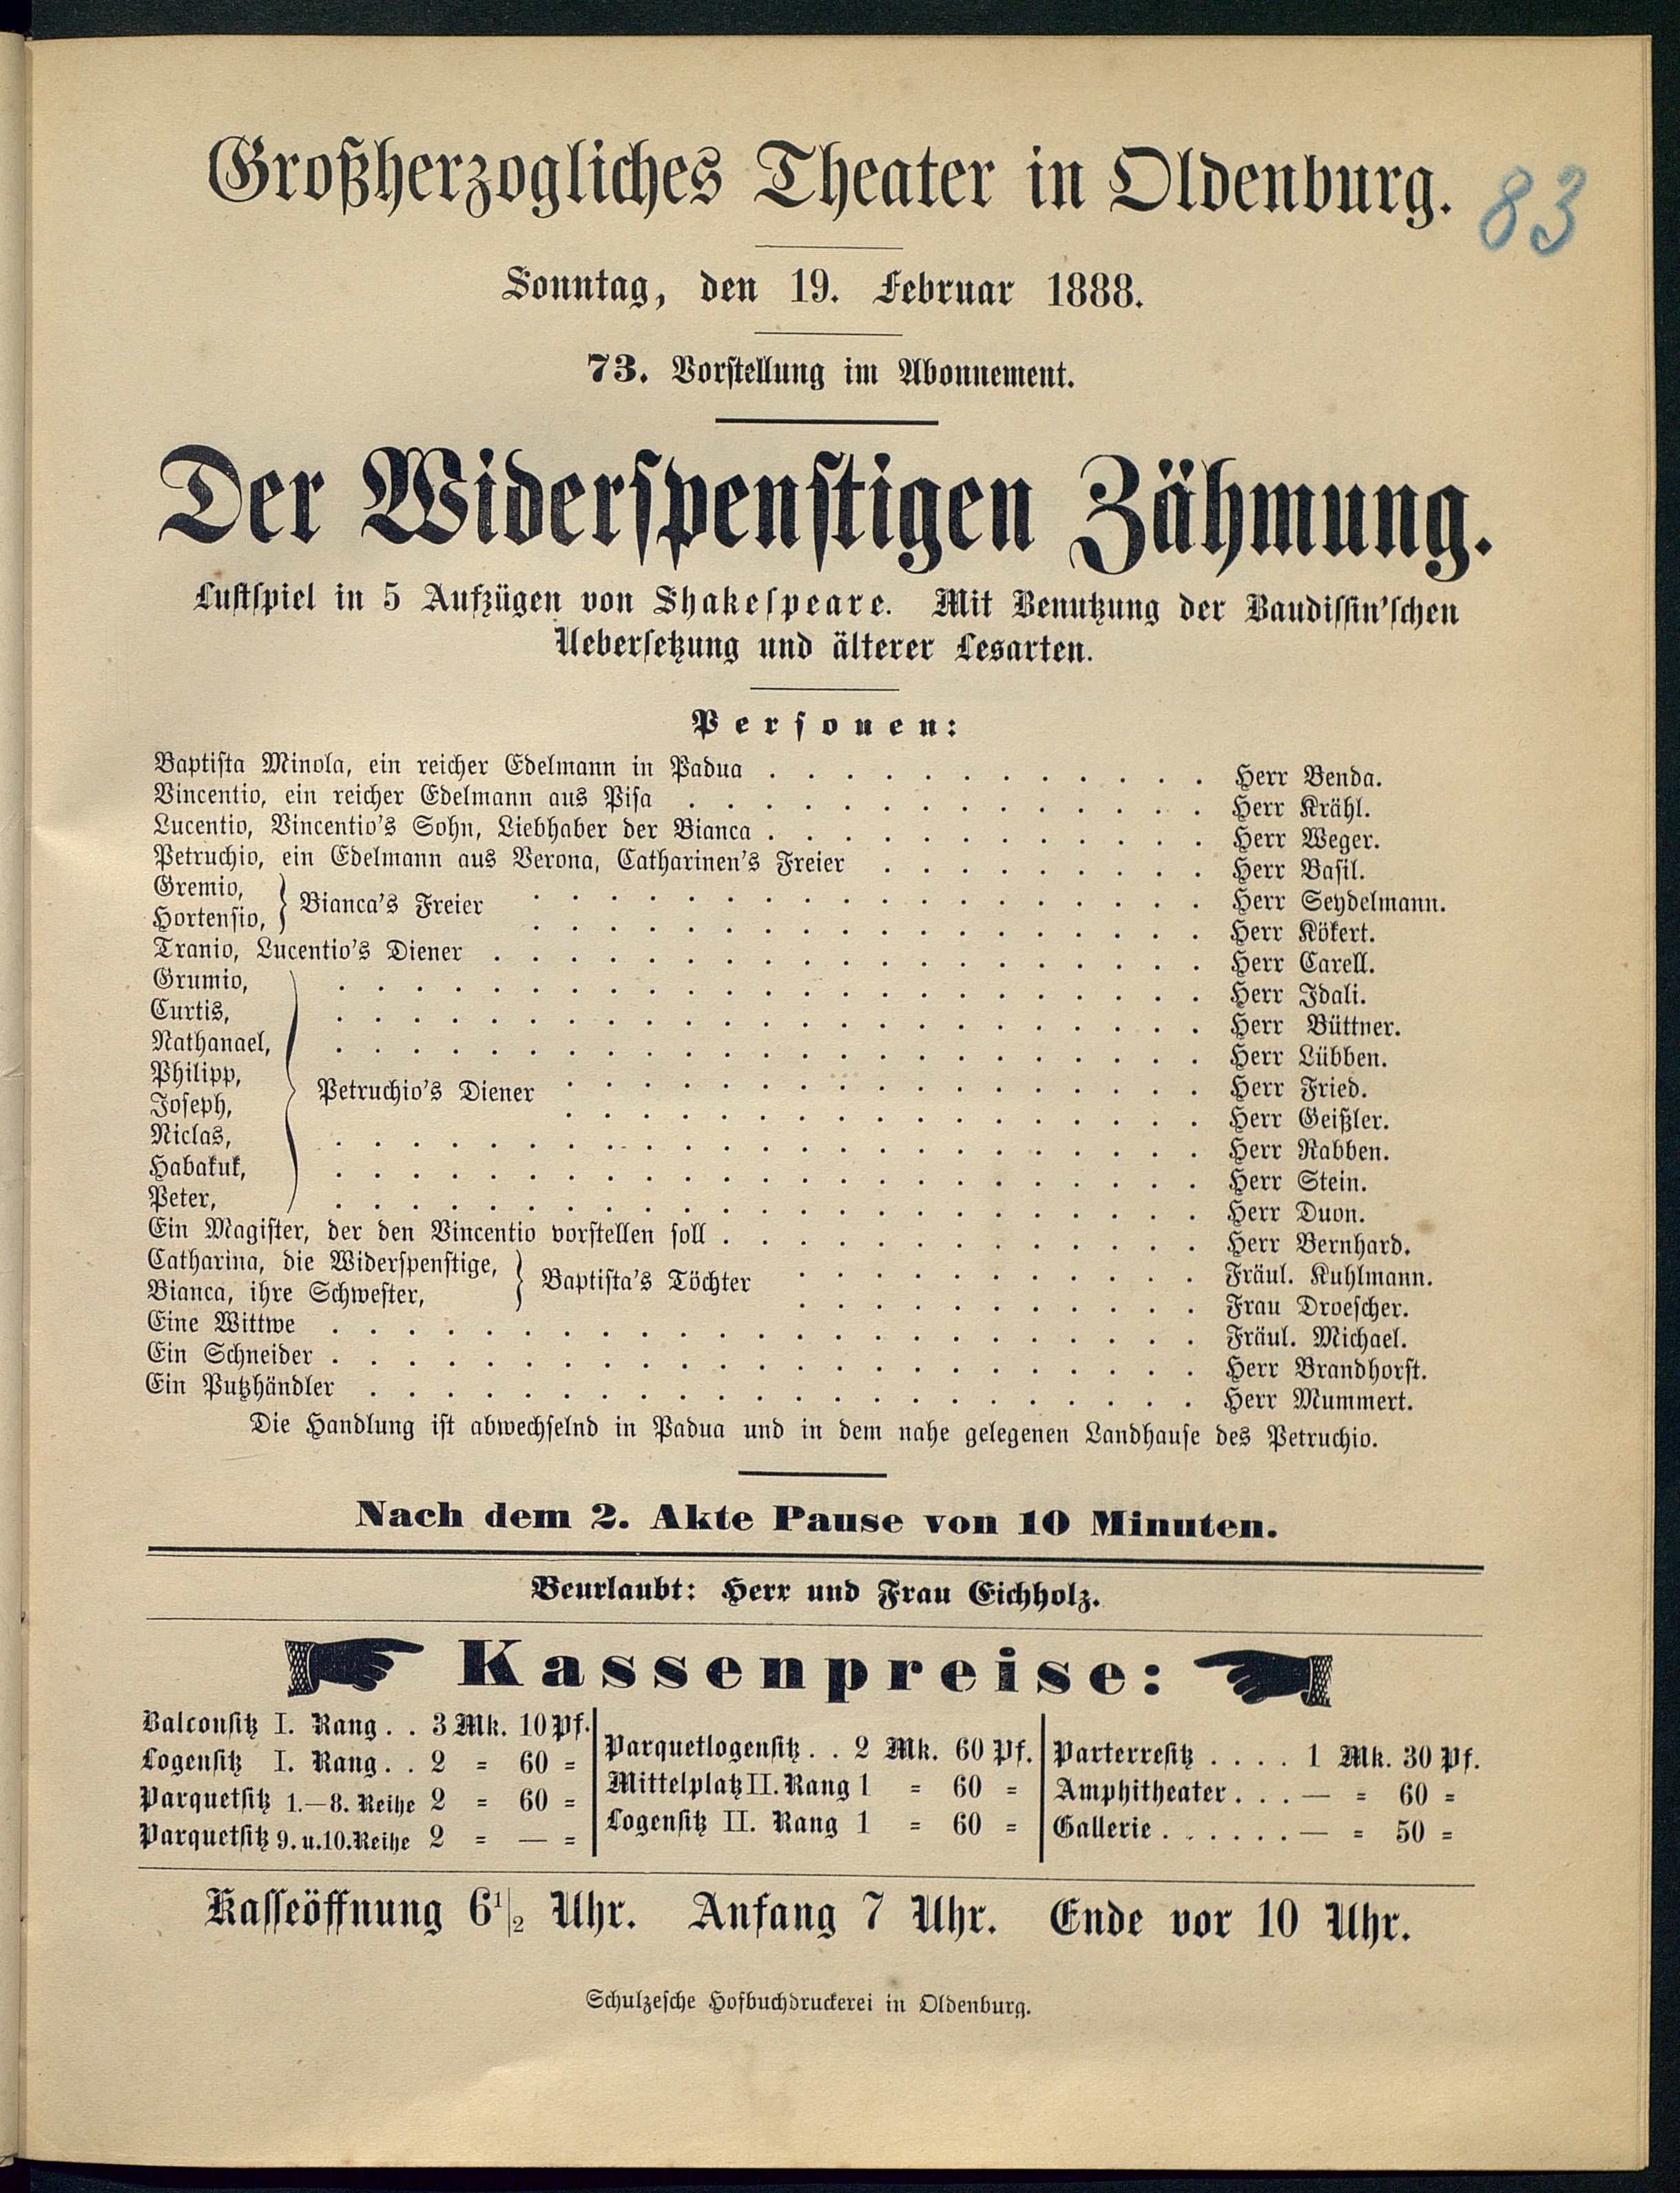 Großherzogliches Theater in Oldenburg.
83
Sonntag, den 19. Februar 1888.
73. Vorstellung im Abonnement.
Der Widerspenstigen Zähmung.
Lustspiel in 5 Aufzügen von Shakespeare. Mit Benutzung der Baudissin'schen
Uebersetzung und älterer Lesarten.
Personen:
Baptista Minola, ein reicher Edelmann in Padua . . . . . . . . . . . . Herr Benda.
Vincentio, ein reicher Edelmann aus Pisa . . . . . . . . . . . . . . Herr Krähl.
Lucentio, Vincentio's Sohn, Liebhaber der Bianca . . . . . . . . . . . . Herr Weger.
Petruchio, ein Edelmann aus Verona, Catharinen's Freier . . . . . . . . . Herr Basil.
Gremio, . . . . . . . . . . . . . . . . . . Herr Seydelmann.
Bianca's Freier
Hortensio, . . . . . . . . . . . . . . . . . . Herr Kökert.
Tranio, Lucentio's Diener . . . . . . . . . . . . . . . . . . . Herr Carell.
Grumio, . . . . . . . . . . . . . . . . . . . . . . . Herr Idali.
Curtis, . . . . . . . . . . . . . . . . . . . . . . . Herr Büttner.
Nathanael, . . . . . . . . . . . . . . . . . . . . . . . Herr Lübben.
Philipp, . . . . . . . . . . . . . . . . . Herr Fried.
Petruchio's Diener
Joseph, . . . . . . . . . . . . . . . . . Herr Geißler.
Niclas, . . . . . . . . . . . . . . . . . . . . . . . Herr Rabben.
Habakuk, . . . . . . . . . . . . . . . . . . . . . . . Herr Stein.
Peter, . . . . . . . . . . . . . . . . . . . . . . . Herr Duon.
Ein Magister, der den Vincentio vorstellen soll . . . . . . . . . . . . . Herr Bernhard.
Catharina, die Widerspenstige, . . . . . . . . . . . Fräul. Kuhlmann.
Baptista's Töchter
Bianca, ihre Schwester, . . . . . . . . . . . Frau Droescher.
Eine Wittwe . . . . . . . . . . . . . . . . . . . . . . . Fräul. Michael.
Ein Schneider . . . . . . . . . . . . . . . . . . . . . . . Herr Brandhorst.
Ein Putzhändler . . . . . . . . . . . . . . . . . . . . . . Herr Mummert.
Die Handlung ist abwechselnd in Padua und in dem nahe gelegenen Landhause des Petruchio.
Nach dem 2. Akte Pause von 10 Minuten.
Beurlaubt: Herr und Frau Eichholz.
Kassenpreise:
Balconsitz I. Rang . . 3 Mk. 10 Pf.
Logensitz I. Rang . . 2 = 60 =
Parquetsitz 1.—8. Reihe 2 = 60 =
Parquetsitz 9. u. 10. Reihe 2 = — =
Parquetlogensitz . . 2 Mk. 60 Pf.
Mittelplatz II. Rang 1 = 60 =
Logensitz II. Rang 1 = 60 =
Parterresitz . . . . 1 Mk. 30 Pf.
Amphitheater . . . — = 60 =
Gallerie . . . . . . — = 50 =
Kasseöffnung 6 1/2 Uhr. Anfang 7 Uhr. Ende vor 10 Uhr.
Schulzesche Hofbuchdruckerei in Oldenburg.